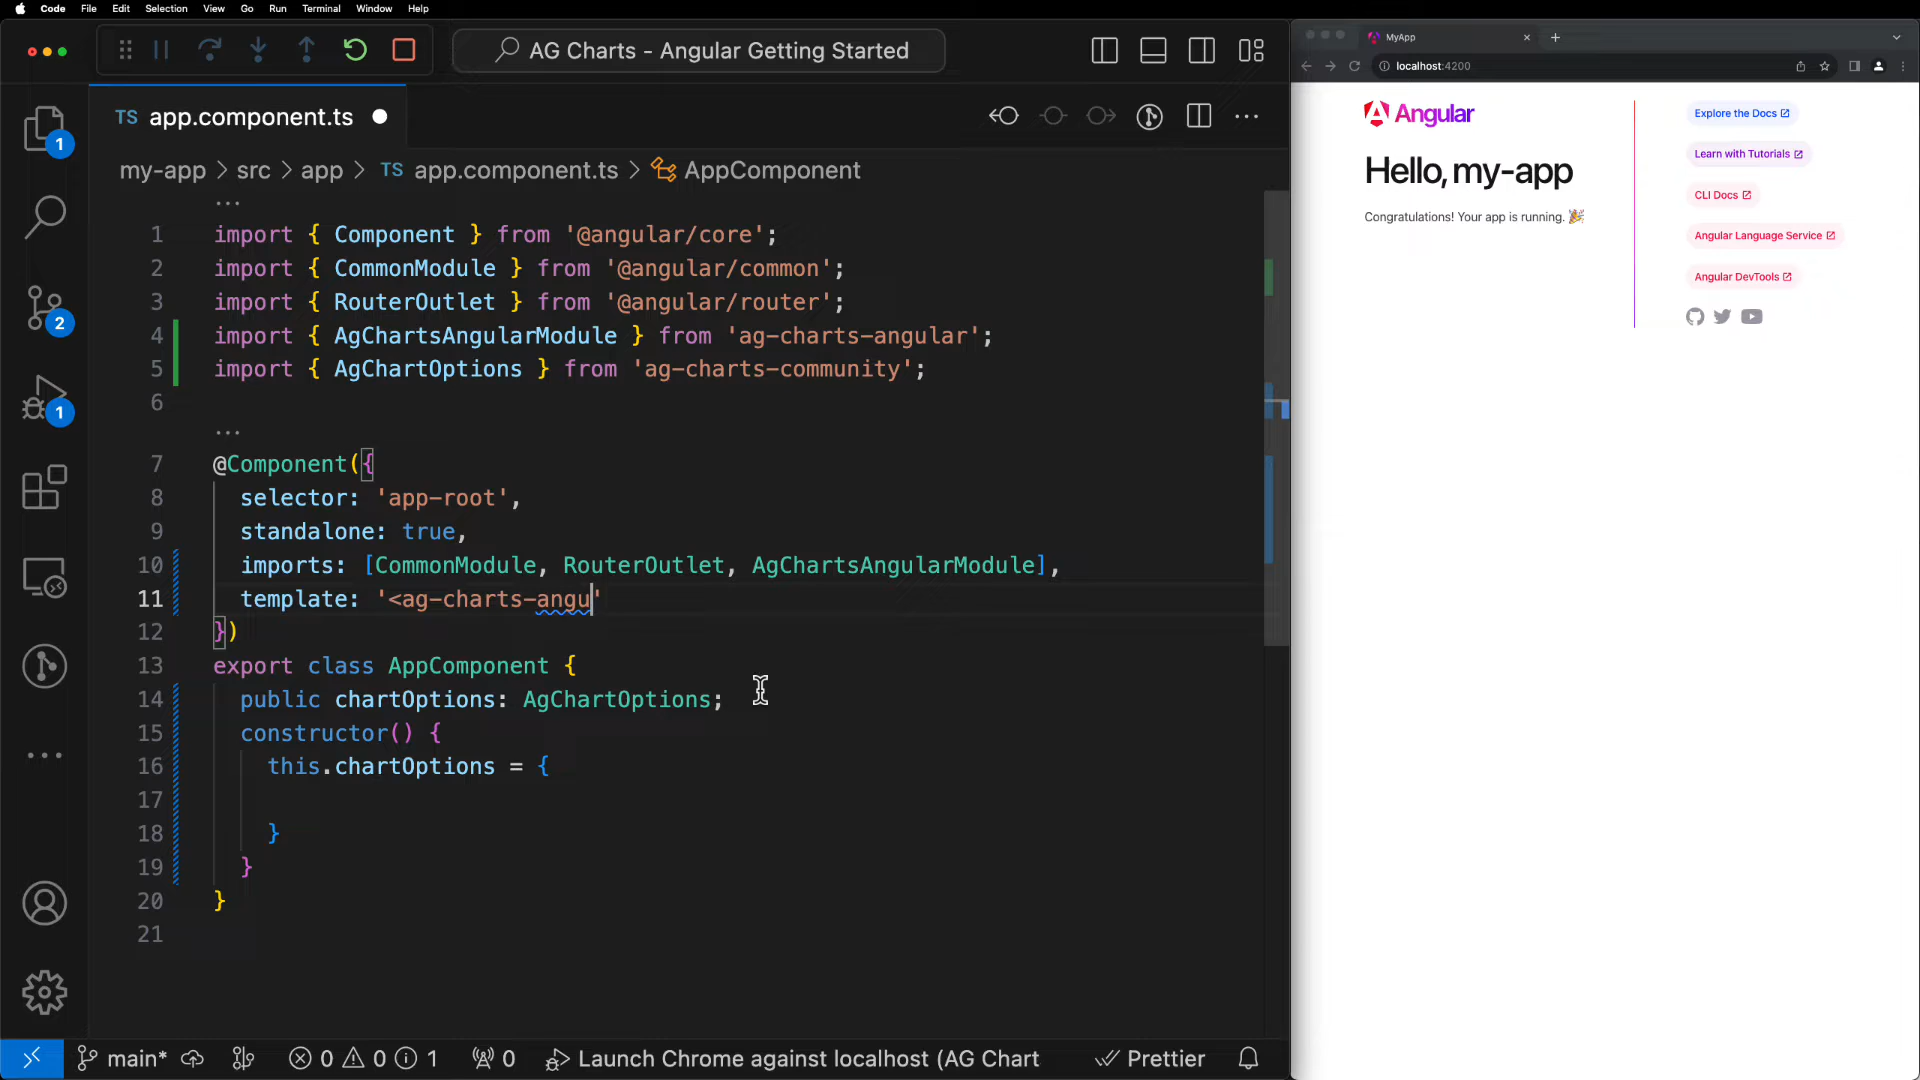 Code File Edit Selection View Go Run Terminal Window Help
AG Charts - Angular Getting Started
TS app.component.ts
my-app > src > app > TS app.component.ts > AppComponent
...
1 import { Component } from '@angular/core';
2 import { CommonModule } from '@angular/common';
3 import { RouterOutlet } from '@angular/router';
4 import { AgChartsAngularModule } from 'ag-charts-angular';
5 import { AgChartOptions } from 'ag-charts-community';
6
...
7 @Component({
8 selector: 'app-root',
9 standalone: true,
10 imports: [CommonModule, RouterOutlet, AgChartsAngularModule],
11 template: '<ag-charts-angu'
12 })
13 export class AppComponent {
14 public chartOptions: AgChartOptions;
15 constructor() {
16 this.chartOptions = {
17
18 }
19 }
20 }
21
1
2
1
main* 0 0 1 0 Launch Chrome against localhost (AG Chart Prettier
MyApp
localhost:4200
Angular
Hello, my-app
Congratulations! Your app is running. 🎉
Explore the Docs
Learn with Tutorials
CLI Docs
Angular Language Service
Angular DevTools